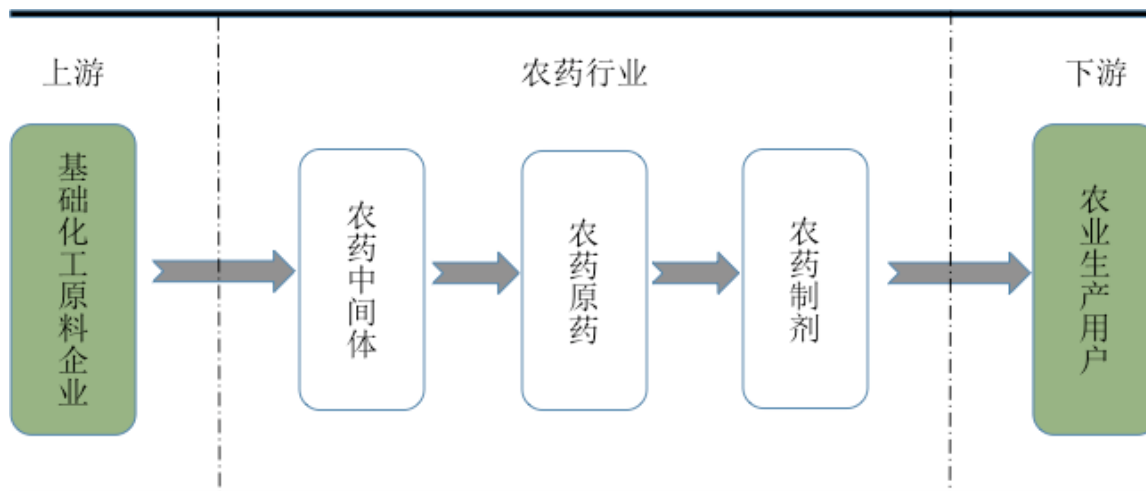 上游
农药行业
下游
基础化工原料企业
农药中间体
农药原药
农药制剂
农业生产用户